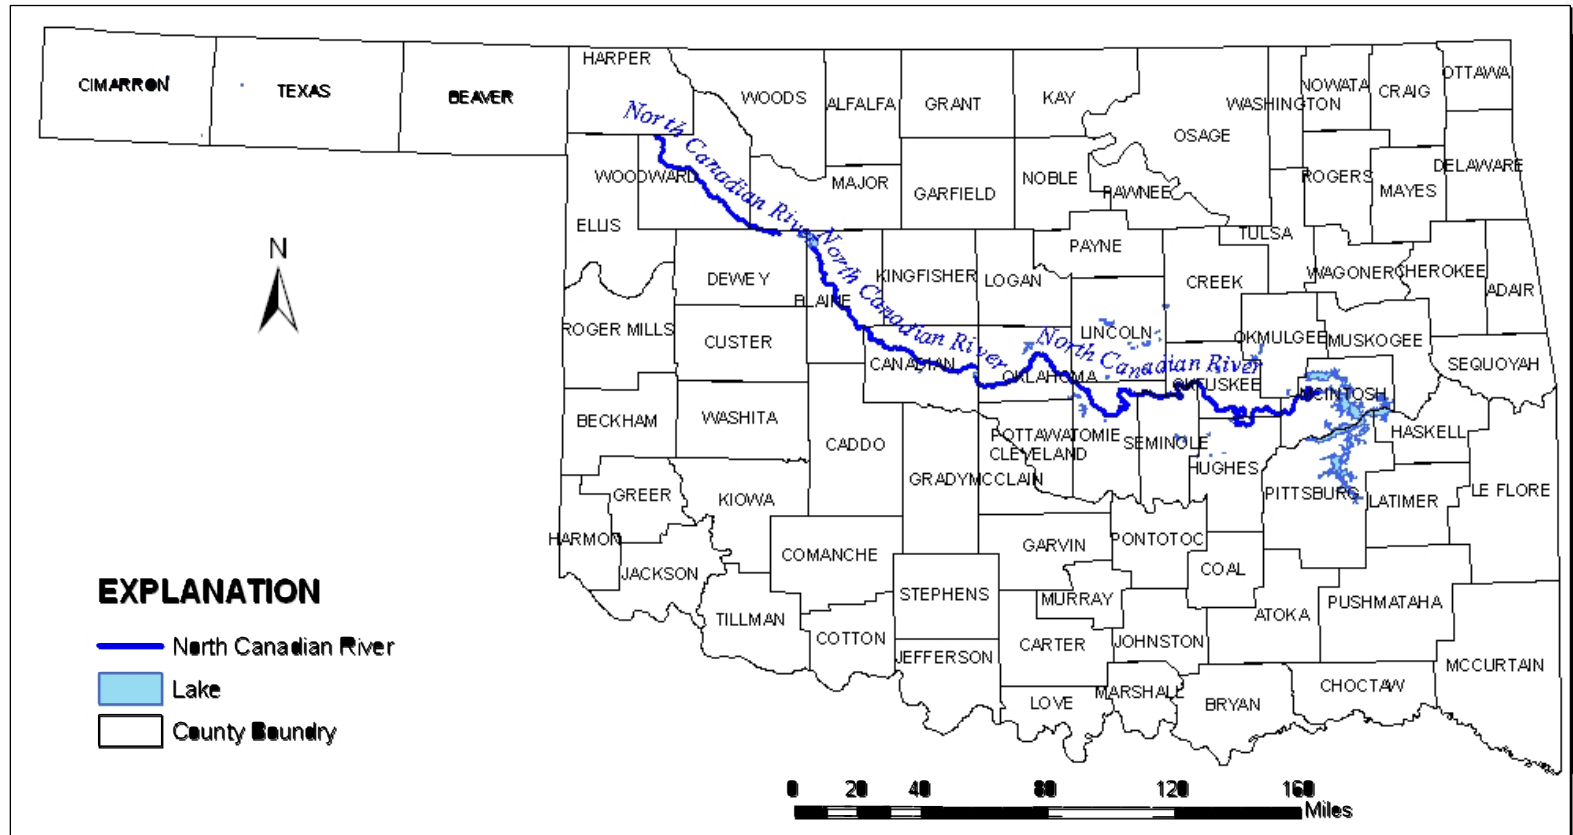 HARPER
CIMARRON
TEXAS
BEAVER
WOODS
ALFALFA
GRANT
KAY
OSAGE
WASHINGTON
NOWATA
CRAIG
OTTAWA
North Canadian River
WOODWARD
MAJOR
GARFIELD
NOBLE
PAWNEE
ROGERS
MAYES
DELAWARE
ELLIS
N
DEWEY
BLAINE
North Canadian River
KINGFISHER
LOGAN
PAYNE
TULSA
CREEK
WAGONER
CHEROKEE
ADAIR
ROGER MILLS
CUSTER
CANADIAN
OKLAHOMA
LINCOLN
North Canadian River
OKMULGEE
MUSKOGEE
SEQUOYAH
OKFUSKEE
MCINTOSH
BECKHAM
WASHITA
CADDO
GRADY
MCCLAIN
CLEVELAND
POTTAWATOMIE
SEMINOLE
HUGHES
HASKELL
PITTSBURG
LATIMER
LE FLORE
GREER
KIOWA
HARMON
JACKSON
COMANCHE
GARVIN
PONTOTOC
COAL
TILLMAN
STEPHENS
MURRAY
ATOKA
PUSHMATAHA
COTTON
JEFFERSON
CARTER
JOHNSTON
MCCURTAIN
LOVE
MARSHALL
BRYAN
CHOCTAW
EXPLANATION
North Canadian River
Lake
County Boundry
0 20 40 80 120 160
Miles